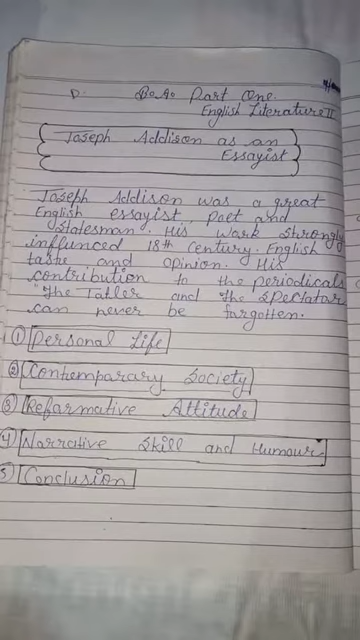 B.A. Part One.
English Literature II
Joseph Addison as an
Essayist
Joseph Addison was a great
English essayist, poet and
Statesman. His work strongly
influnced 18th Century. English
taste and opinion. His
contribution to the periodicals
"The Tatler and the Spectator
can never be forgotten.
① Personal Life
② Contemparary Society
③ Reformative Attitude
④ Narrative Skill and Humour
⑤ Conclusion